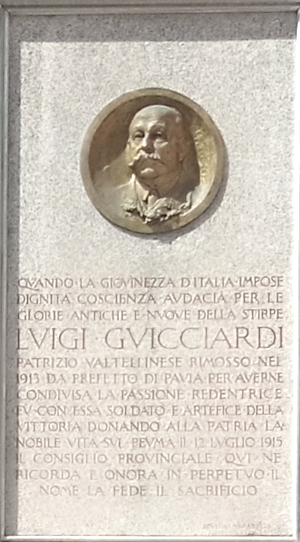 QVANDO·LA GIOVINEZZA D'ITALIA·IMPOSE
DIGNITA COSCIENZA AVDACIA PER LE
GLORIE ANTICHE E NVOVE DELLA STIRPE
LVIGI GVICCIARDI
PATRIZIO VALTELLINESE RIMOSSO NEL
1913 DA PREFETTO DI PAVIA PER AVERNE
CONDIVISA LA PASSIONE REDENTRICE
FV CON ESSA SOLDATO E ARTEFICE DELLA
VITTORIA DONANDO ALLA PATRIA LA
NOBILE VITA SVL PEVMA IL 12 LVGLIO 1915
IL CONSIGLIO PROVINCIALE QVI NE
RICORDA E ONORA IN PERPETVO IL
NOME LA FEDE IL SACRIFICIO